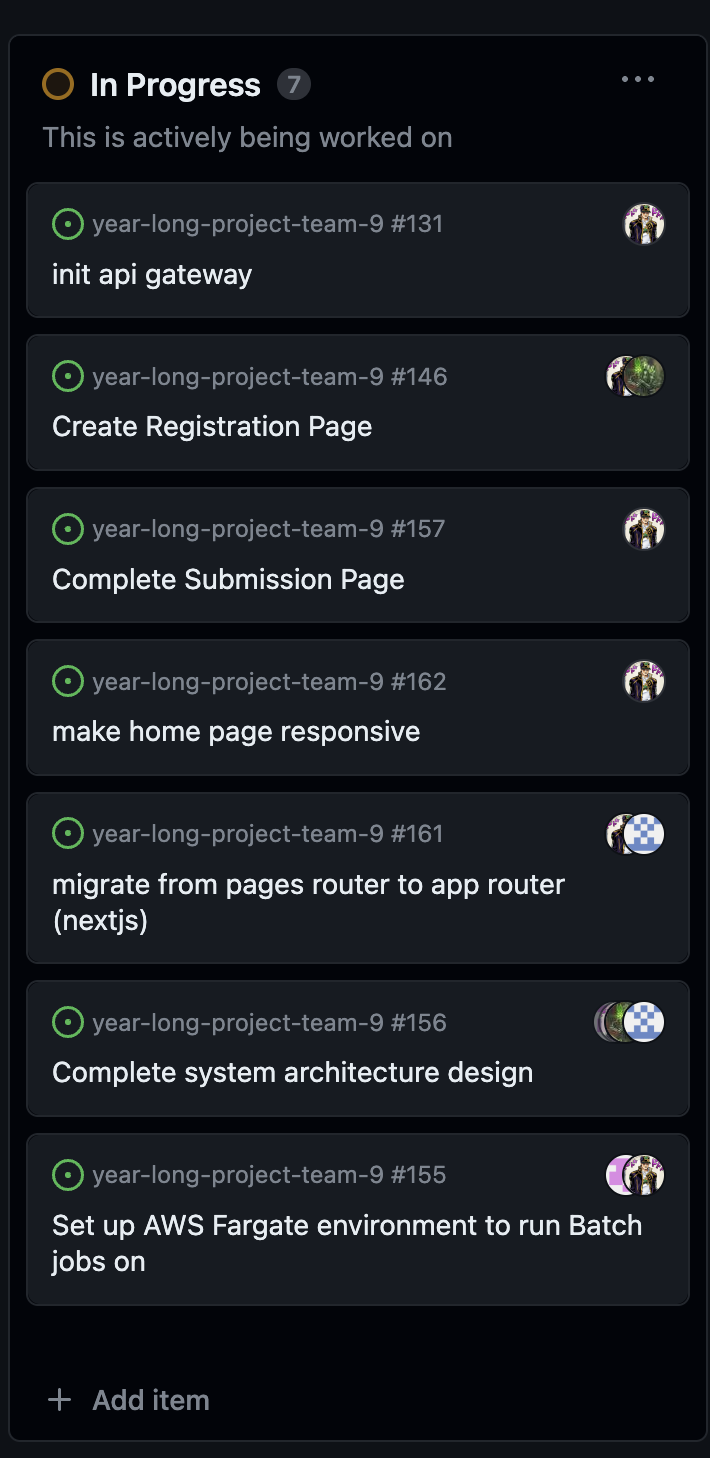 In Progress 7
This is actively being worked on
year-long-project-team-9 #131
init api gateway
year-long-project-team-9 #146
Create Registration Page
year-long-project-team-9 #157
Complete Submission Page
year-long-project-team-9 #162
make home page responsive
year-long-project-team-9 #161
migrate from pages router to app router
(nextjs)
year-long-project-team-9 #156
Complete system architecture design
year-long-project-team-9 #155
Set up AWS Fargate environment to run Batch
jobs on
Add item